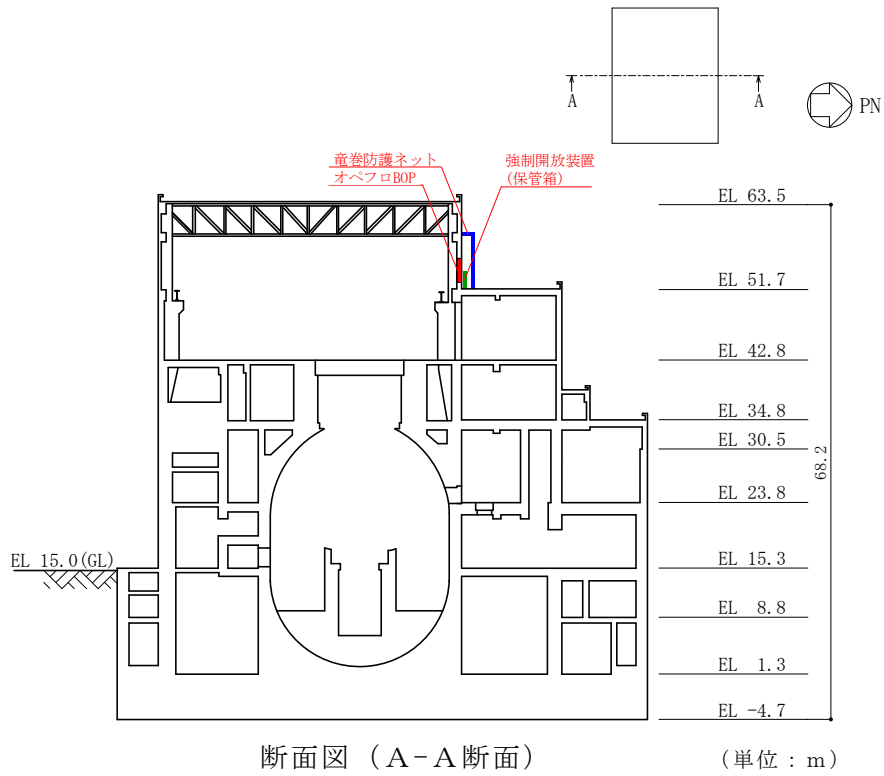 A
A
PN
竜巻防護ネット
オペフロBOP
強制開放装置
(保管箱)
EL 63.5
EL 51.7
EL 42.8
EL 34.8
EL 30.5
EL 23.8
EL 15.3
EL 8.8
EL 1.3
EL -4.7
68.2
EL 15.0(GL)
断面図（A-A断面）
（単位：m）